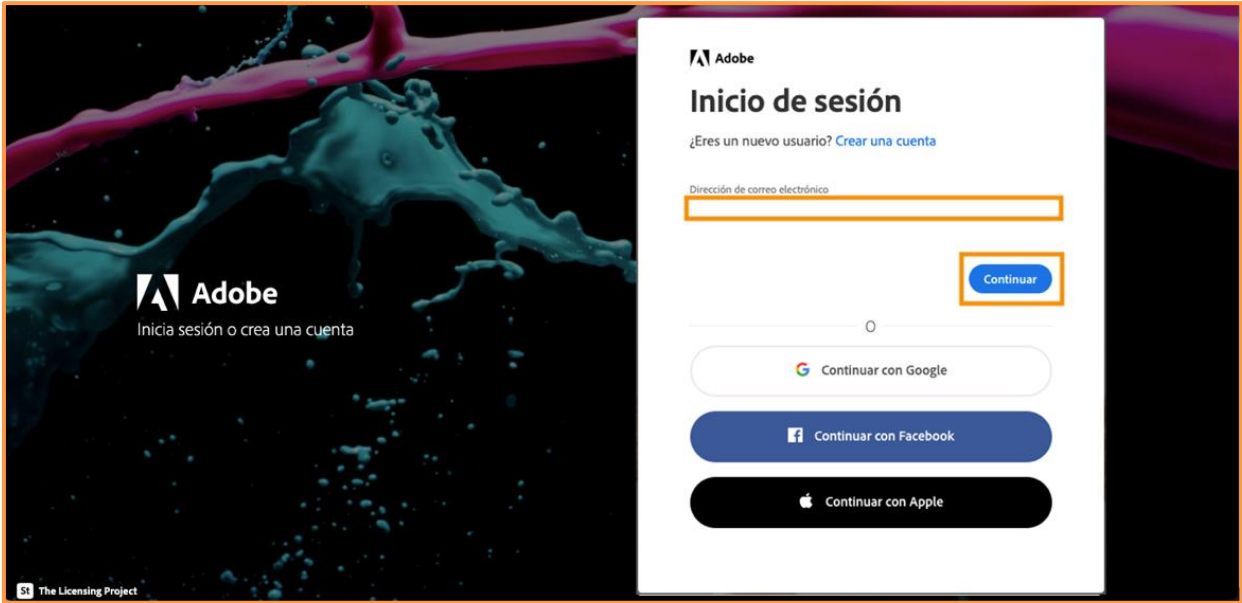 Adobe
Inicia sesión o crea una cuenta
St The Licensing Project
Adobe
Inicio de sesión
¿Eres un nuevo usuario? Crear una cuenta
Dirección de correo electrónico
Continuar
O
Continuar con Google
Continuar con Facebook
Continuar con Apple